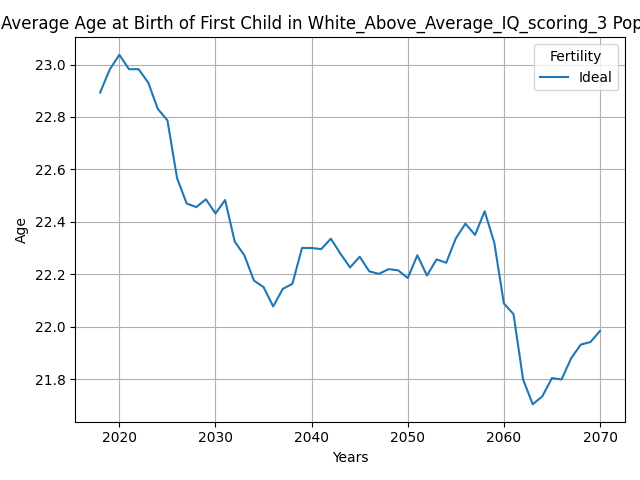 Average Age at Birth of First Child in White_Above_Average_IQ_scoring_3 Pop
Fertility
Ideal
23.0
22.8
22.6
22.4
22.2
22.0
21.8
Age
2020 2030 2040 2050 2060 2070
Years